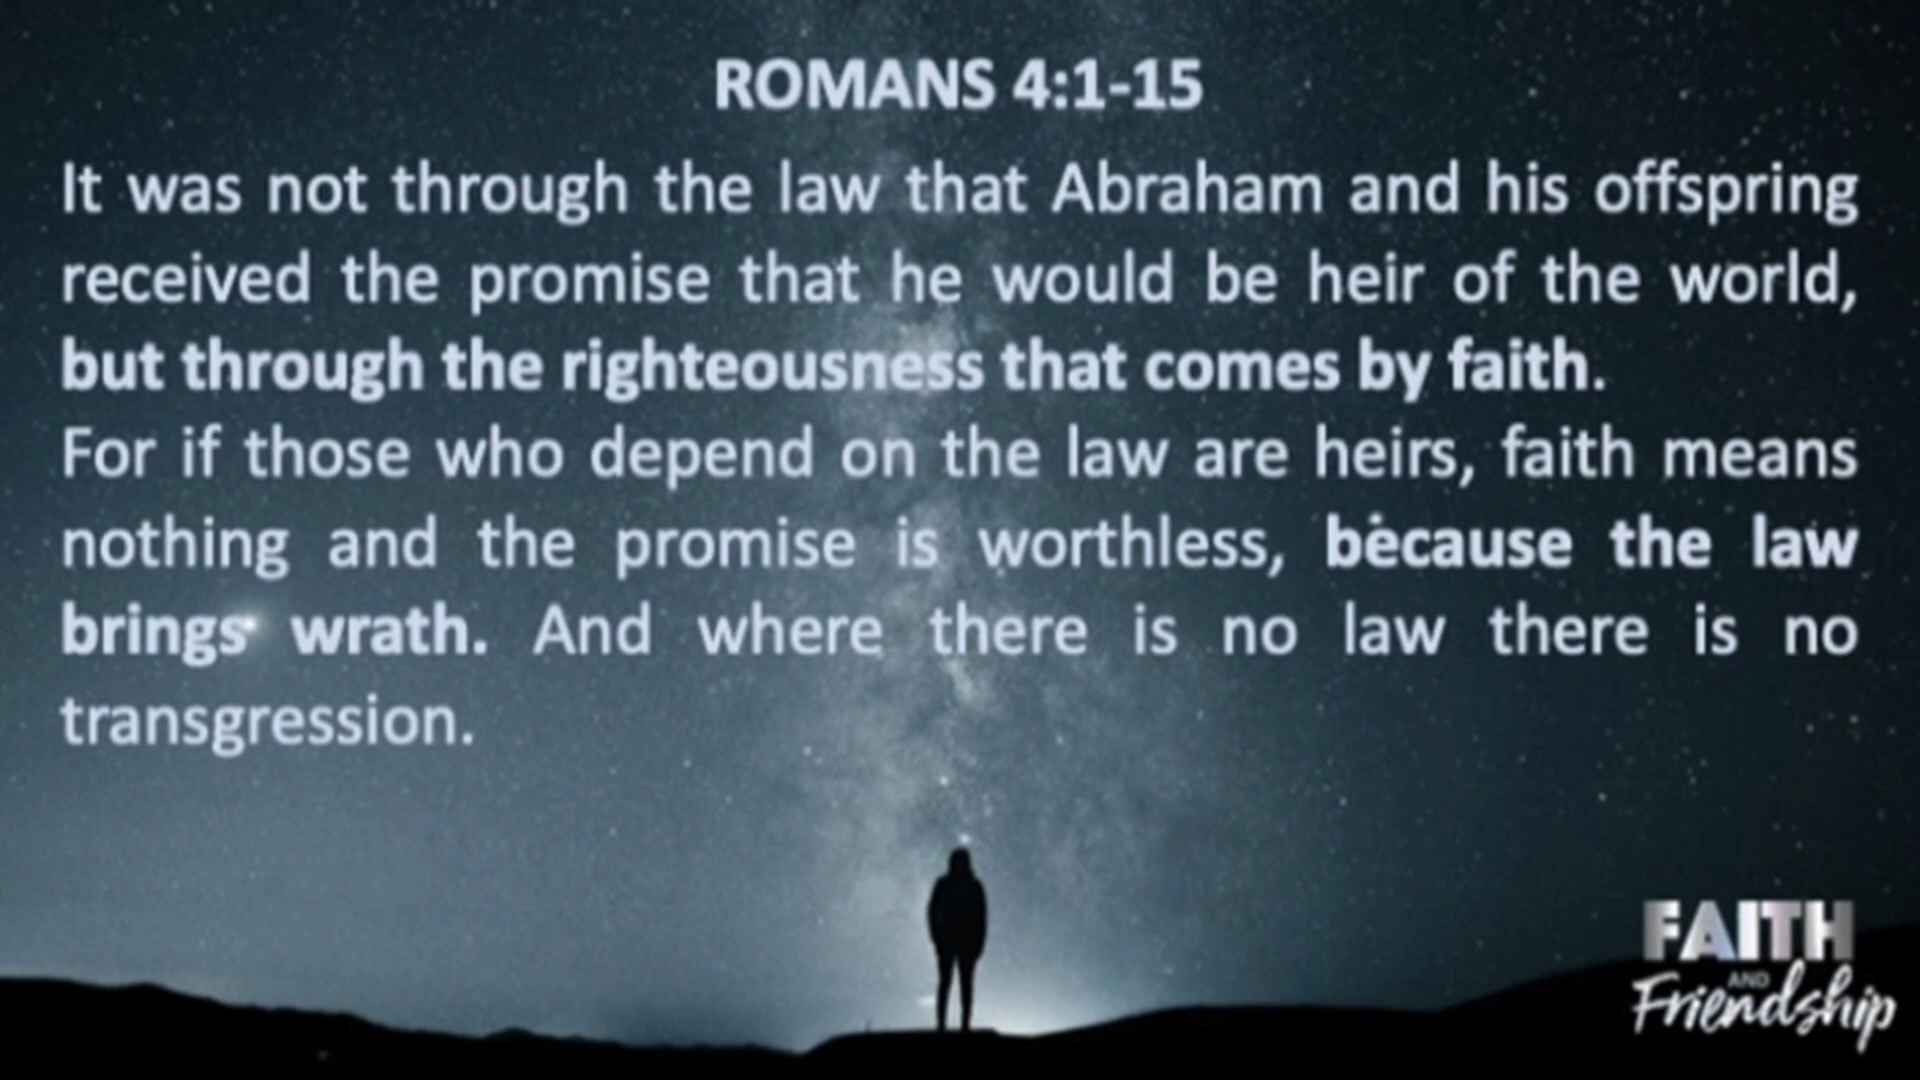 ROMANS 4:1-15
It was not through the law that Abraham and his offspring
received the promise that he would be heir of the world,
but through the righteousness that comes by faith.
For if those who depend on the law are heirs, faith means
nothing and the promise is worthless, because the law
brings wrath. And where there is no law there is no
transgression.
FAITH
AND
Friendship